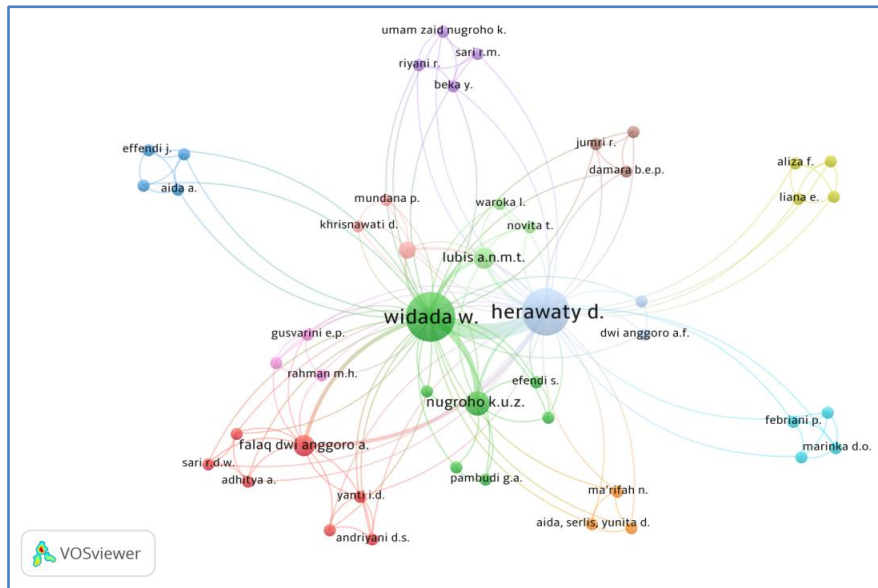 umam zaid nugroho k.
sari r.m.
riyani r.
beka y.
effendi j.
aida a.
jumri r.
damara b.e.p.
aliza f.
liana e.
mundana p.
khrisnawati d.
waroka l.
novita t.
lubis a.n.m.t.
widada w.
herawaty d.
gusvarini e.p.
rahman m.h.
dwi anggoro a.f.
efendi s.
nugroho k.u.z.
febriani p.
marinka d.o.
falaq dwi anggoro a.
sari r.d.w.
adhitya a.
pambudi g.a.
yanti i.d.
andriyani d.s.
ma'rifah n.
aida, serlis, yunita d.
VOSviewer